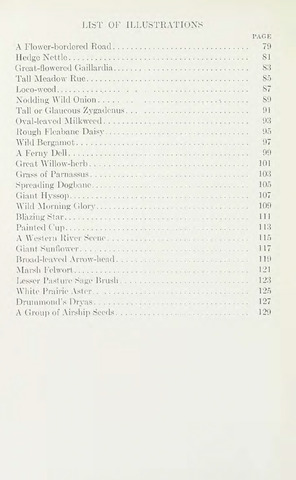 LIST OF ILLUSTRATIONS
PAGE
A Flower-bordered Road 79
Hedge Nettle 81
Great-flowered Gaillardia 83
Tall Meadow Rue 85
Loco-weed 87
Nodding Wild Onion 89
Tall or Glaucous Zygadenus 91
Oval-leaved Milkweed 93
Rough Fleabane Daisy 95
Wild Bergamot 97
A Ferny Dell 99
Great Willow-herb 101
Grass of Parnassus 103
Spreading Dogbane 105
Giant Hyssop 107
Wild Morning Glory 109
Blazing Star 111
Painted Cup 113
A Western River Scene 115
Giant Sunflower 117
Broad-leaved Arrow-head 119
Marsh Felwort 121
Lesser Pasture Sage Brush 123
White Prairie Aster 125
Drummond's Dryas 127
A Group of Airship Seeds 129